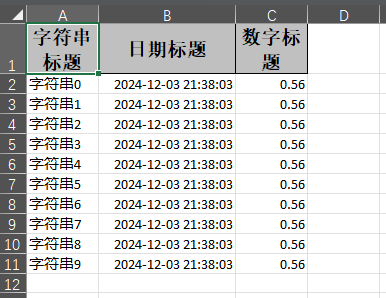 A B C D
1 字符串标题 日期标题 数字标题
2 字符串0 2024-12-03 21:38:03 0.56
3 字符串1 2024-12-03 21:38:03 0.56
4 字符串2 2024-12-03 21:38:03 0.56
5 字符串3 2024-12-03 21:38:03 0.56
6 字符串4 2024-12-03 21:38:03 0.56
7 字符串5 2024-12-03 21:38:03 0.56
8 字符串6 2024-12-03 21:38:03 0.56
9 字符串7 2024-12-03 21:38:03 0.56
10 字符串8 2024-12-03 21:38:03 0.56
11 字符串9 2024-12-03 21:38:03 0.56
12